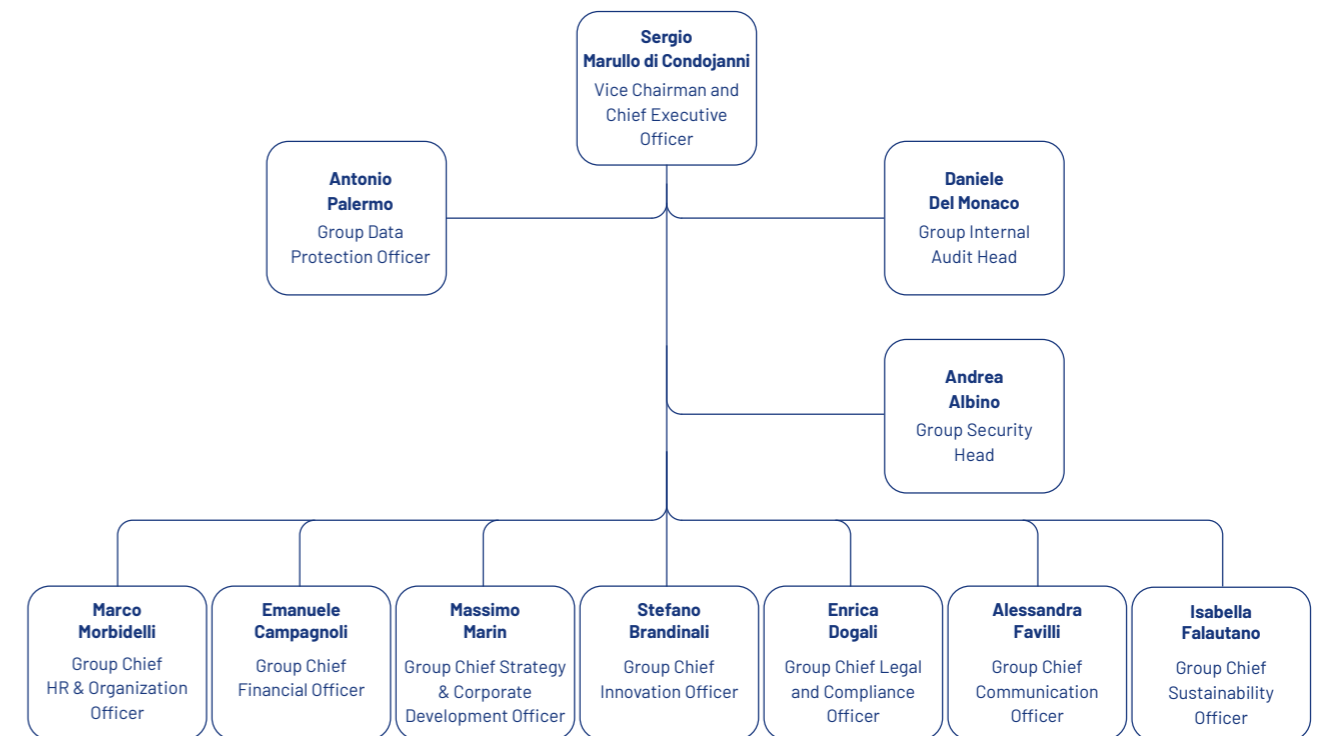 Sergio
Marullo di Condojanni
Vice Chairman and
Chief Executive
Officer
Antonio
Palermo
Group Data
Protection Officer
Daniele
Del Monaco
Group Internal
Audit Head
Andrea
Albino
Group Security
Head
Marco
Morbidelli
Group Chief
HR & Organization
Officer
Emanuele
Campagnoli
Group Chief
Financial Officer
Massimo
Marin
Group Chief Strategy
& Corporate
Development Officer
Stefano
Brandinali
Group Chief
Innovation Officer
Enrica
Dogali
Group Chief Legal
and Compliance
Officer
Alessandra
Favilli
Group Chief
Communication
Officer
Isabella
Falautano
Group Chief
Sustainability
Officer